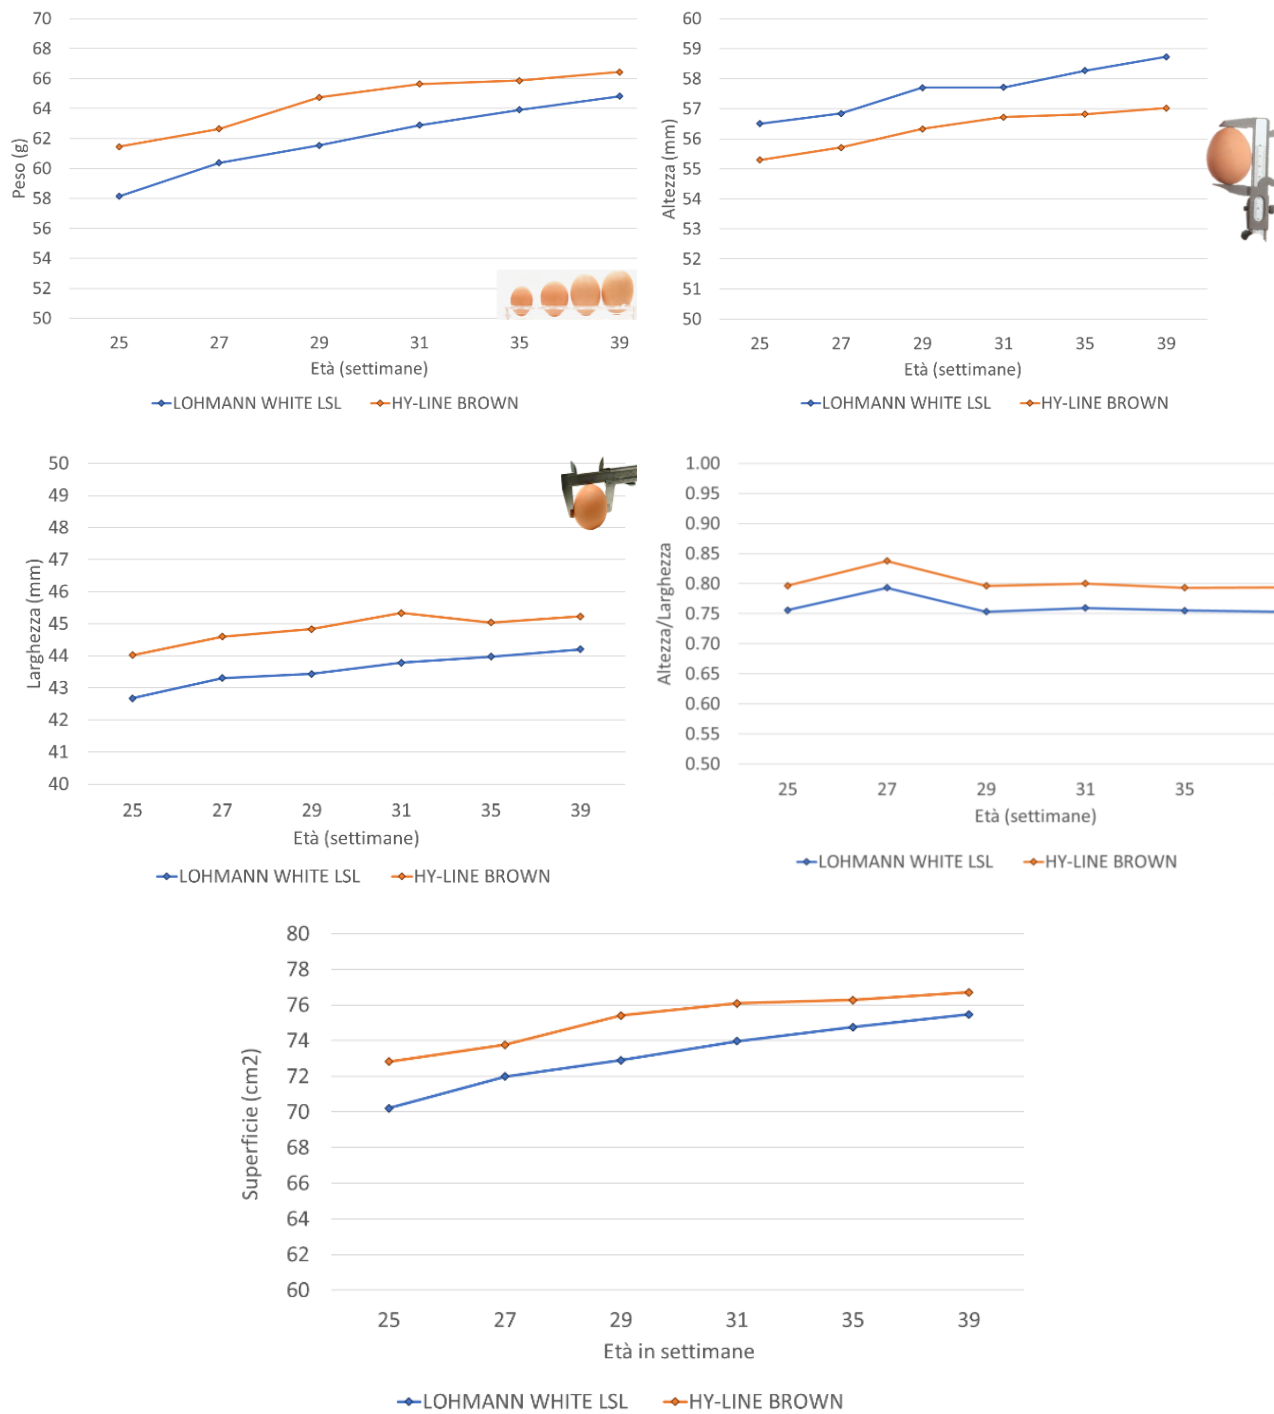 70
68
66
64
62
60
58
56
54
52
50
Peso (g)
25 27 29 31 35 39
Età (settimane)
LOHMANN WHITE LSL HY-LINE BROWN
60
59
58
57
56
55
54
53
52
51
50
Altezza (mm)
25 27 29 31 35 39
Età (settimane)
LOHMANN WHITE LSL HY-LINE BROWN
50
49
48
47
46
45
44
43
42
41
40
Larghezza (mm)
25 27 29 31 35 39
Età (settimane)
LOHMANN WHITE LSL HY-LINE BROWN
1.00
0.95
0.90
0.85
0.80
0.75
0.70
0.65
0.60
0.55
0.50
Altezza/Larghezza
25 27 29 31 35
Età (settimane)
LOHMANN WHITE LSL HY-LINE BROWN
80
78
76
74
72
70
68
66
64
62
60
Superficie (cm2)
25 27 29 31 35 39
Età in settimane
LOHMANN WHITE LSL HY-LINE BROWN